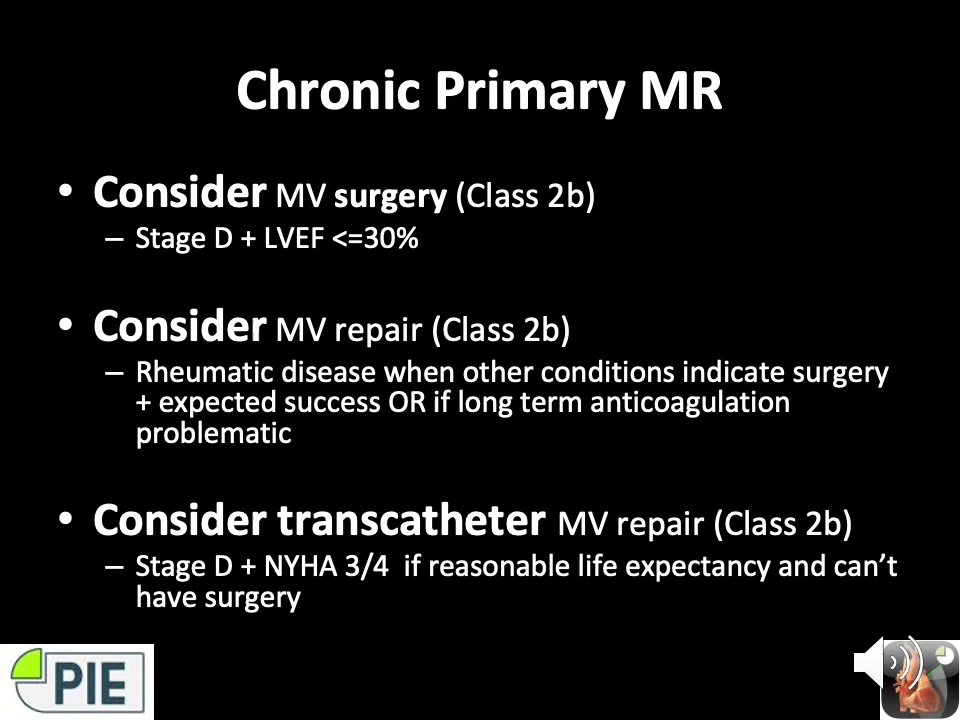 Chronic Primary MR
• Consider MV surgery (Class 2b)
– Stage D + LVEF <=30%
• Consider MV repair (Class 2b)
– Rheumatic disease when other conditions indicate surgery
+ expected success OR if long term anticoagulation
problematic
• Consider transcatheter MV repair (Class 2b)
– Stage D + NYHA 3/4  if reasonable life expectancy and can’t
have surgery
PIE